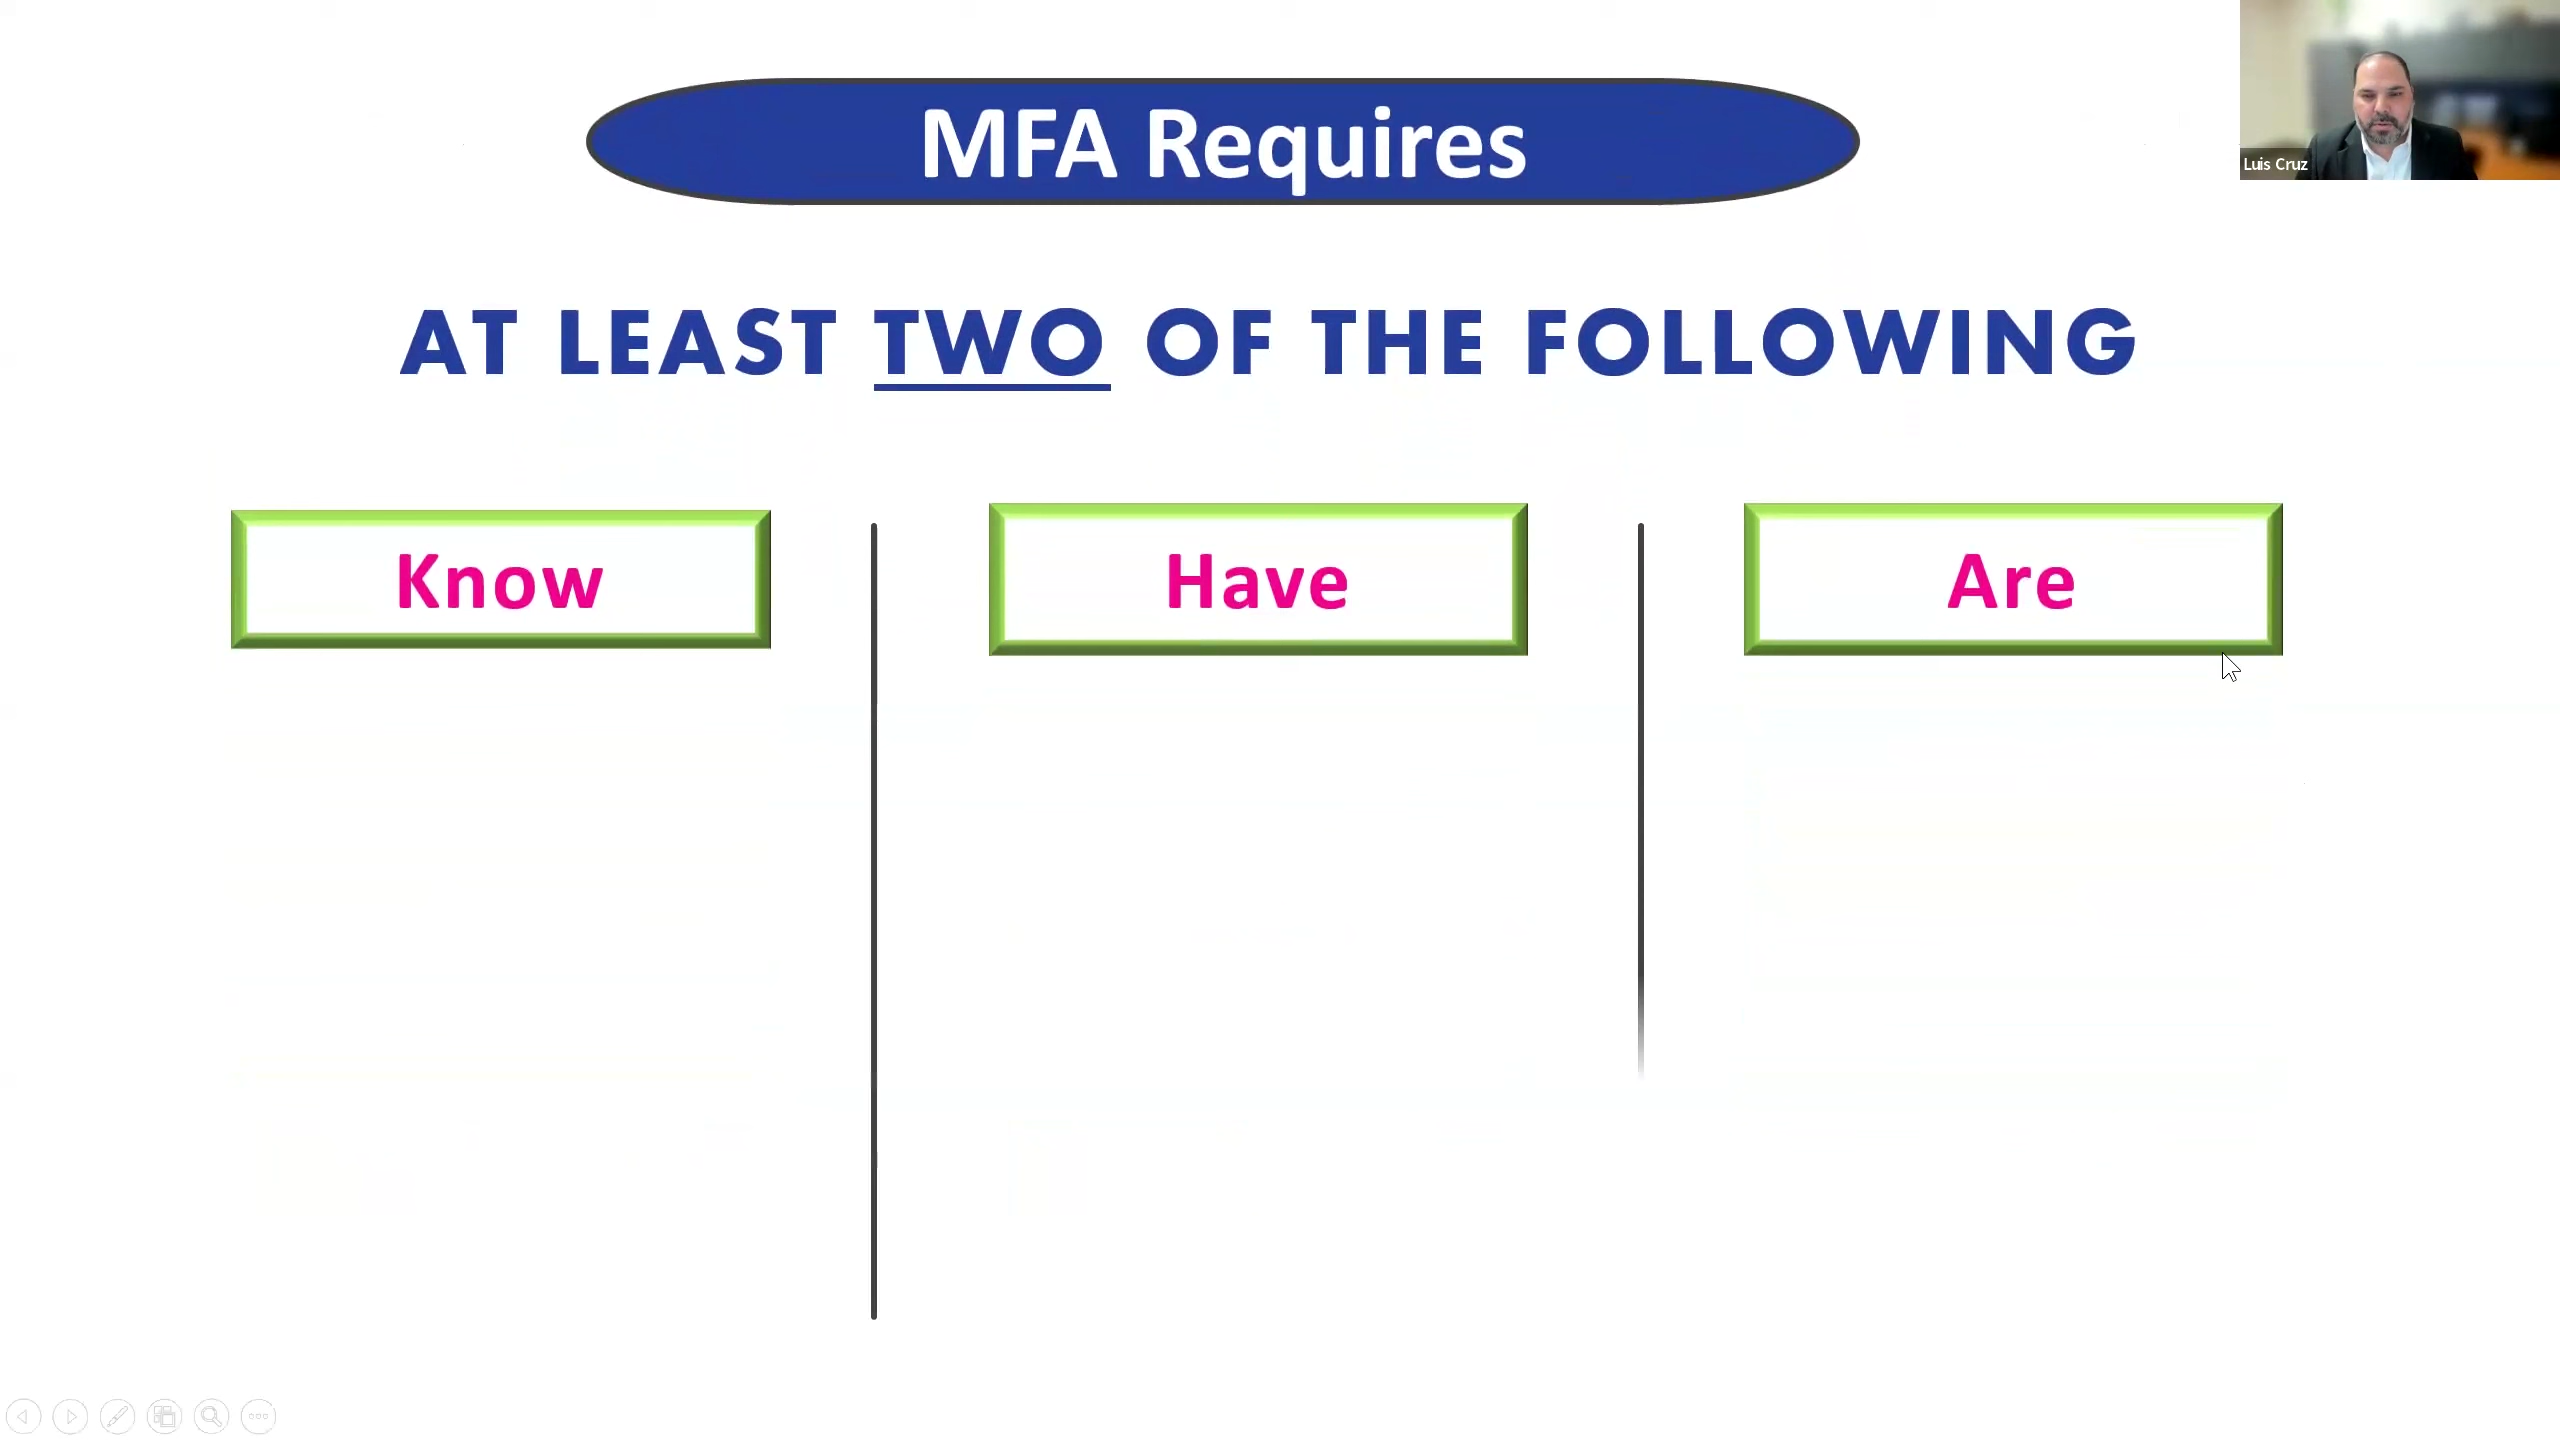 MFA Requires
Luis Cruz
AT LEAST TWO OF THE FOLLOWING
Know
Have
Are